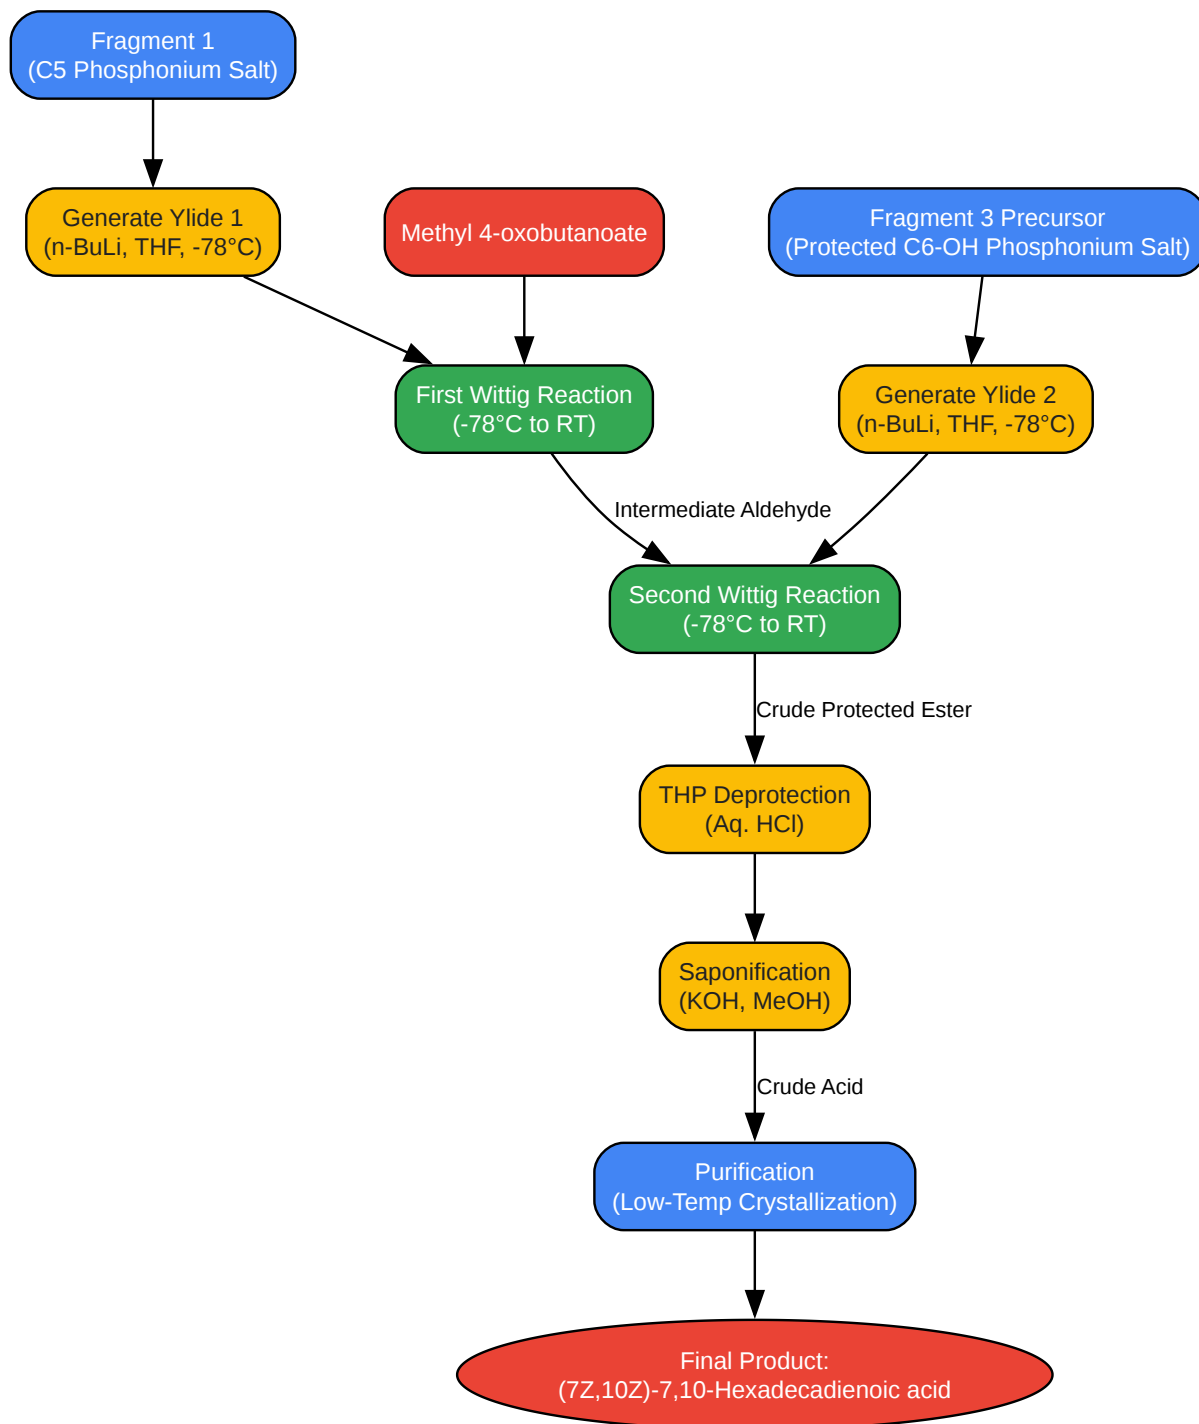 Fragment 1
(C5 Phosphonium Salt)
Generate Ylide 1
(n-BuLi, THF, -78°C)
Methyl 4-oxobutanoate
Fragment 3 Precursor
(Protected C6-OH Phosphonium Salt)
First Wittig Reaction
(-78°C to RT)
Generate Ylide 2
(n-BuLi, THF, -78°C)
Intermediate Aldehyde
Second Wittig Reaction
(-78°C to RT)
Crude Protected Ester
THP Deprotection
(Aq. HCl)
Saponification
(KOH, MeOH)
Crude Acid
Purification
(Low-Temp Crystallization)
Final Product:
(7Z,10Z)-7,10-Hexadecadienoic acid